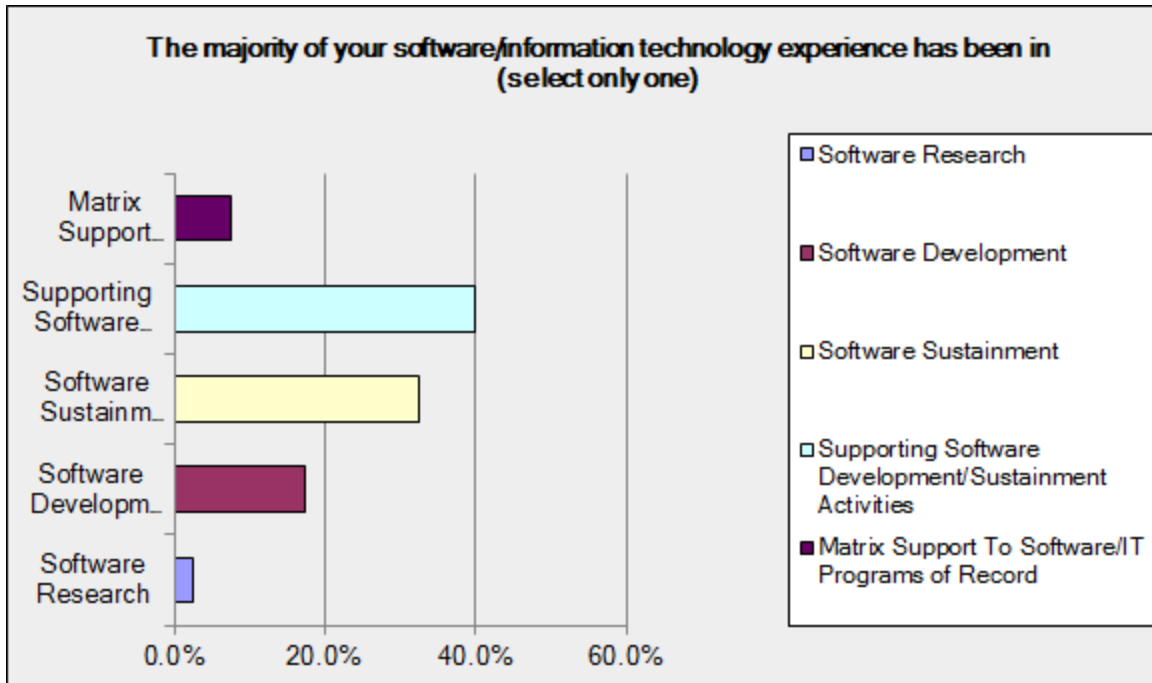 The majority of your software/information technology experience has been in
(select only one)
Matrix
Support...
Supporting
Software...
Software
Sustainm...
Software
Developm...
Software
Research
0.0%
20.0%
40.0%
60.0%
Software Research
Software Development
Software Sustainment
Supporting Software
Development/Sustainment
Activities
Matrix Support To Software/IT
Programs of Record